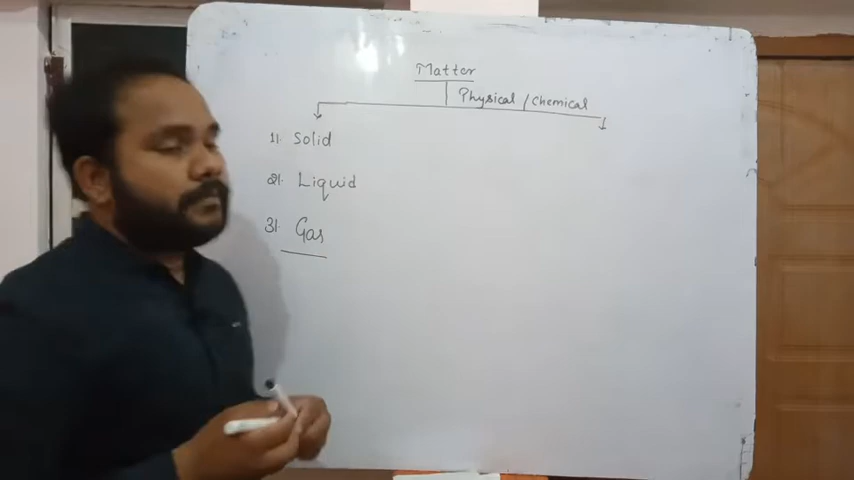 Matter
Physical / Chemical
1) Solid
2) Liquid
3) Gas